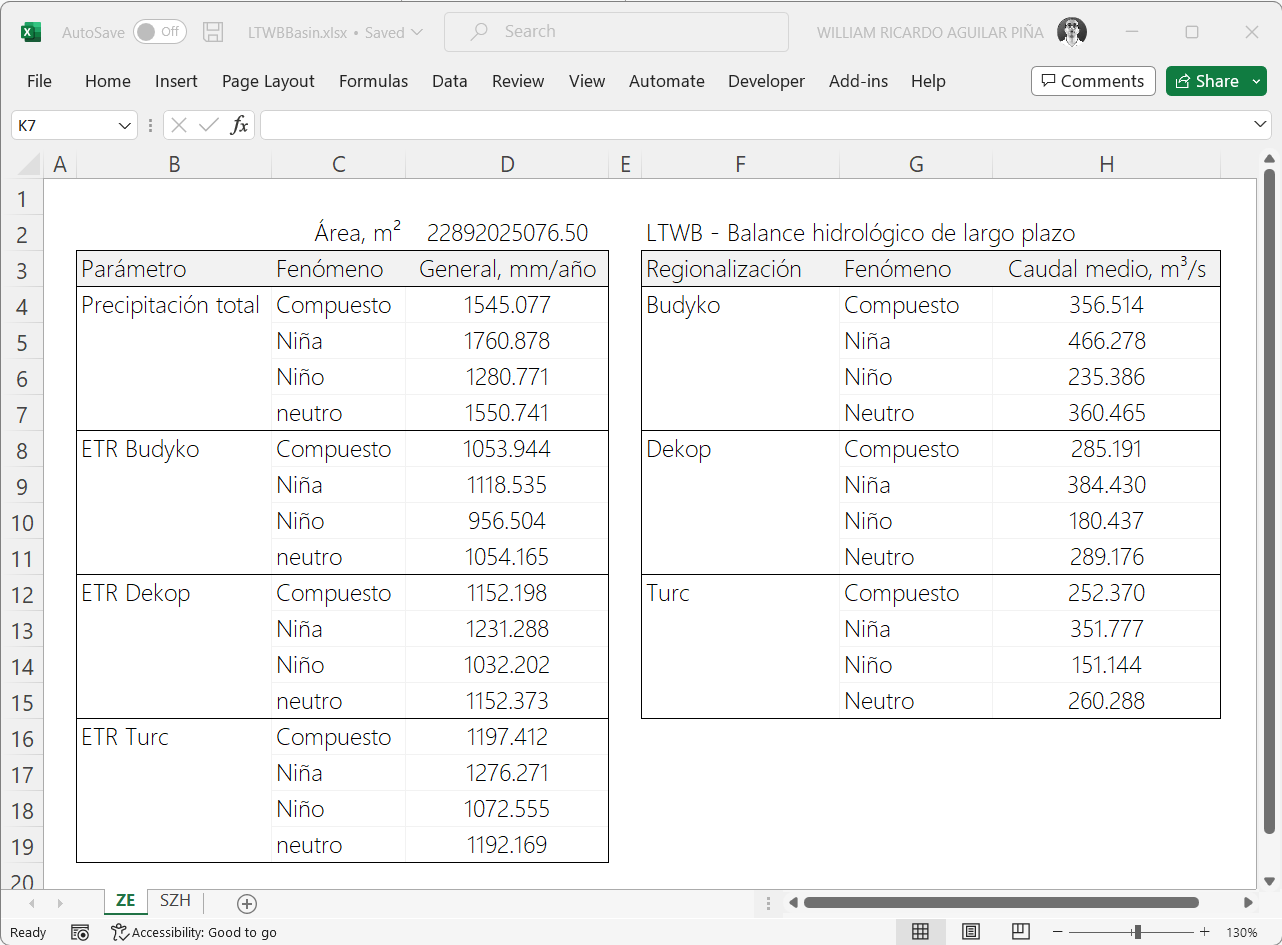 AutoSave Off LTWBBasin.xlsx • Saved Search WILLIAM RICARDO AGUILAR PIÑA
File Home Insert Page Layout Formulas Data Review View Automate Developer Add-ins Help Comments Share
K7 fx
A B C D E F G H
1
2 Área, m² 22892025076.50 LTWB - Balance hidrológico de largo plazo
3 Parámetro Fenómeno General, mm/año Regionalización Fenómeno Caudal medio, m³/s
4 Precipitación total Compuesto 1545.077 Budyko Compuesto 356.514
5 Niña 1760.878 Niña 466.278
6 Niño 1280.771 Niño 235.386
7 neutro 1550.741 Neutro 360.465
8 ETR Budyko Compuesto 1053.944 Dekop Compuesto 285.191
9 Niña 1118.535 Niña 384.430
10 Niño 956.504 Niño 180.437
11 neutro 1054.165 Neutro 289.176
12 ETR Dekop Compuesto 1152.198 Turc Compuesto 252.370
13 Niña 1231.288 Niña 351.777
14 Niño 1032.202 Niño 151.144
15 neutro 1152.373 Neutro 260.288
16 ETR Turc Compuesto 1197.412
17 Niña 1276.271
18 Niño 1072.555
19 neutro 1192.169
20
ZE SZH
Ready Accessibility: Good to go 130%